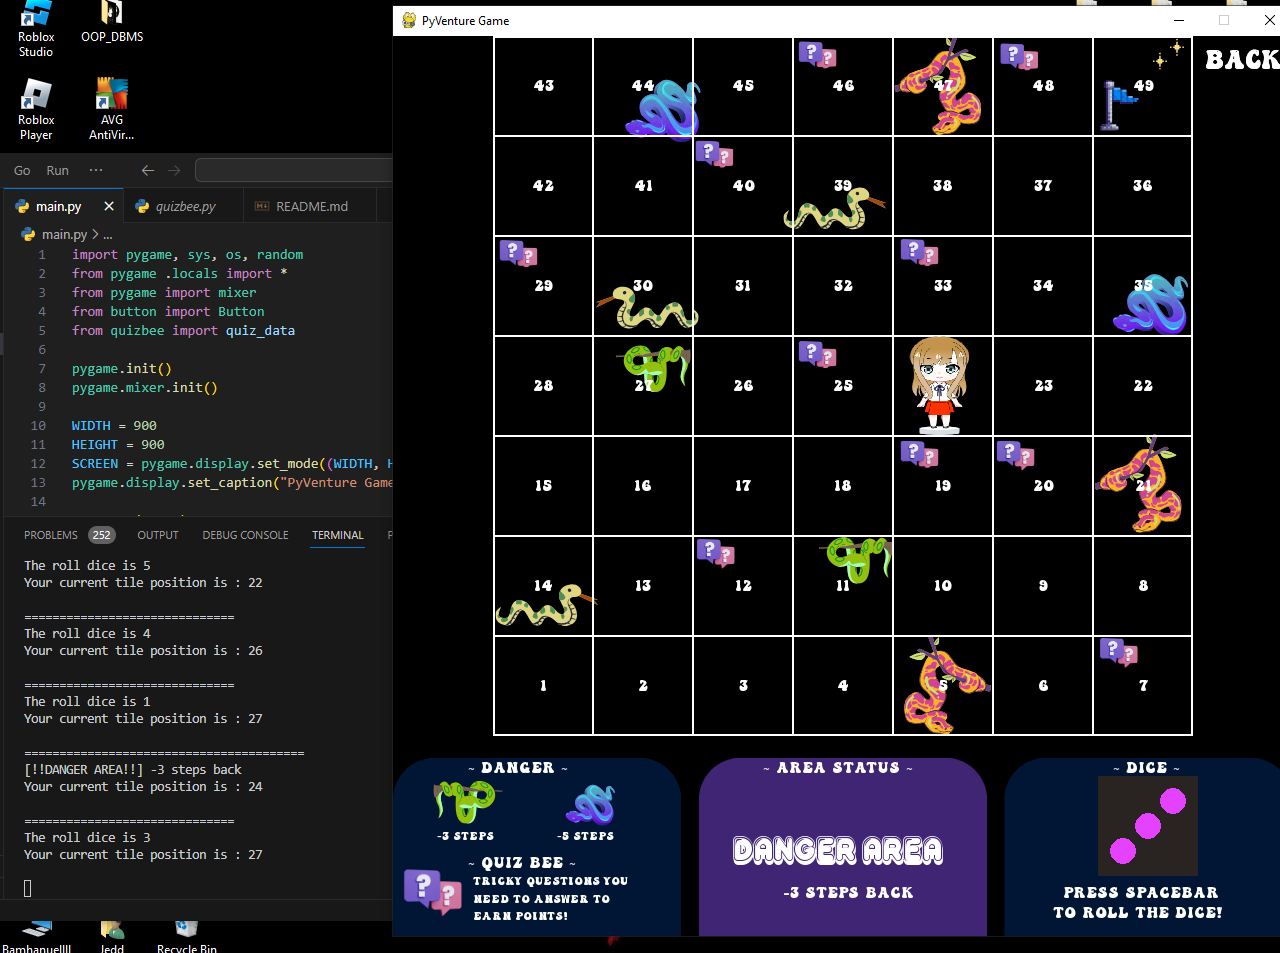 Roblox
Studio
OOP_DBMS
Roblox
Player
AVG
AntiVir...
Go Run ...
main.py
quizbee.py
README.md
main.py > ...
1 import pygame, sys, os, random
2 from pygame .locals import *
3 from pygame import mixer
4 from button import Button
5 from quizbee import quiz_data
6
7 pygame.init()
8 pygame.mixer.init()
9
10 WIDTH = 900
11 HEIGHT = 900
12 SCREEN = pygame.display.set_mode((WIDTH, H
13 pygame.display.set_caption("PyVenture Game
14
PROBLEMS 252 OUTPUT DEBUG CONSOLE TERMINAL P
The roll dice is 5
Your current tile position is : 22
==============================
The roll dice is 4
Your current tile position is : 26
==============================
The roll dice is 1
Your current tile position is : 27
========================================
[!!DANGER AREA!!] -3 steps back
Your current tile position is : 24
==============================
The roll dice is 3
Your current tile position is : 27
Bamhanuellll
Jedd
Recycle Bin
PyVenture Game
BACK
43 44 45 46 47 48 49
42 41 40 39 38 37 36
29 30 31 32 33 34 35
28 27 26 25 23 22
15 16 17 18 19 20 21
14 13 12 11 10 9 8
1 2 3 4 5 6 7
~ DANGER ~
-3 STEPS
-5 STEPS
~ QUIZ BEE ~
TRICKY QUESTIONS YOU
NEED TO ANSWER TO
EARN POINTS!
~ AREA STATUS ~
DANGER AREA
-3 STEPS BACK
~ DICE ~
PRESS SPACEBAR
TO ROLL THE DICE!